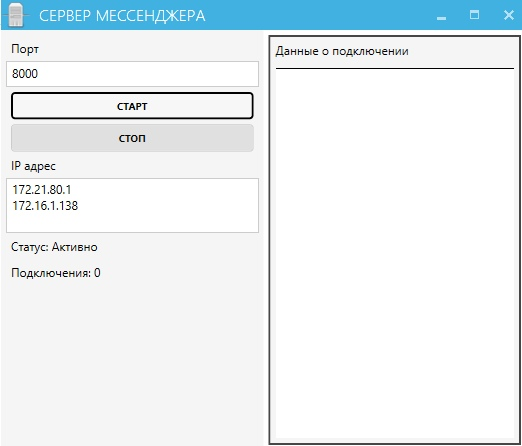 СЕРВЕР МЕССЕНДЖЕРА
Порт
8000
СТАРТ
СТОП
IP адрес
172.21.80.1
172.16.1.138
Статус: Активно
Подключения: 0
Данные о подключении